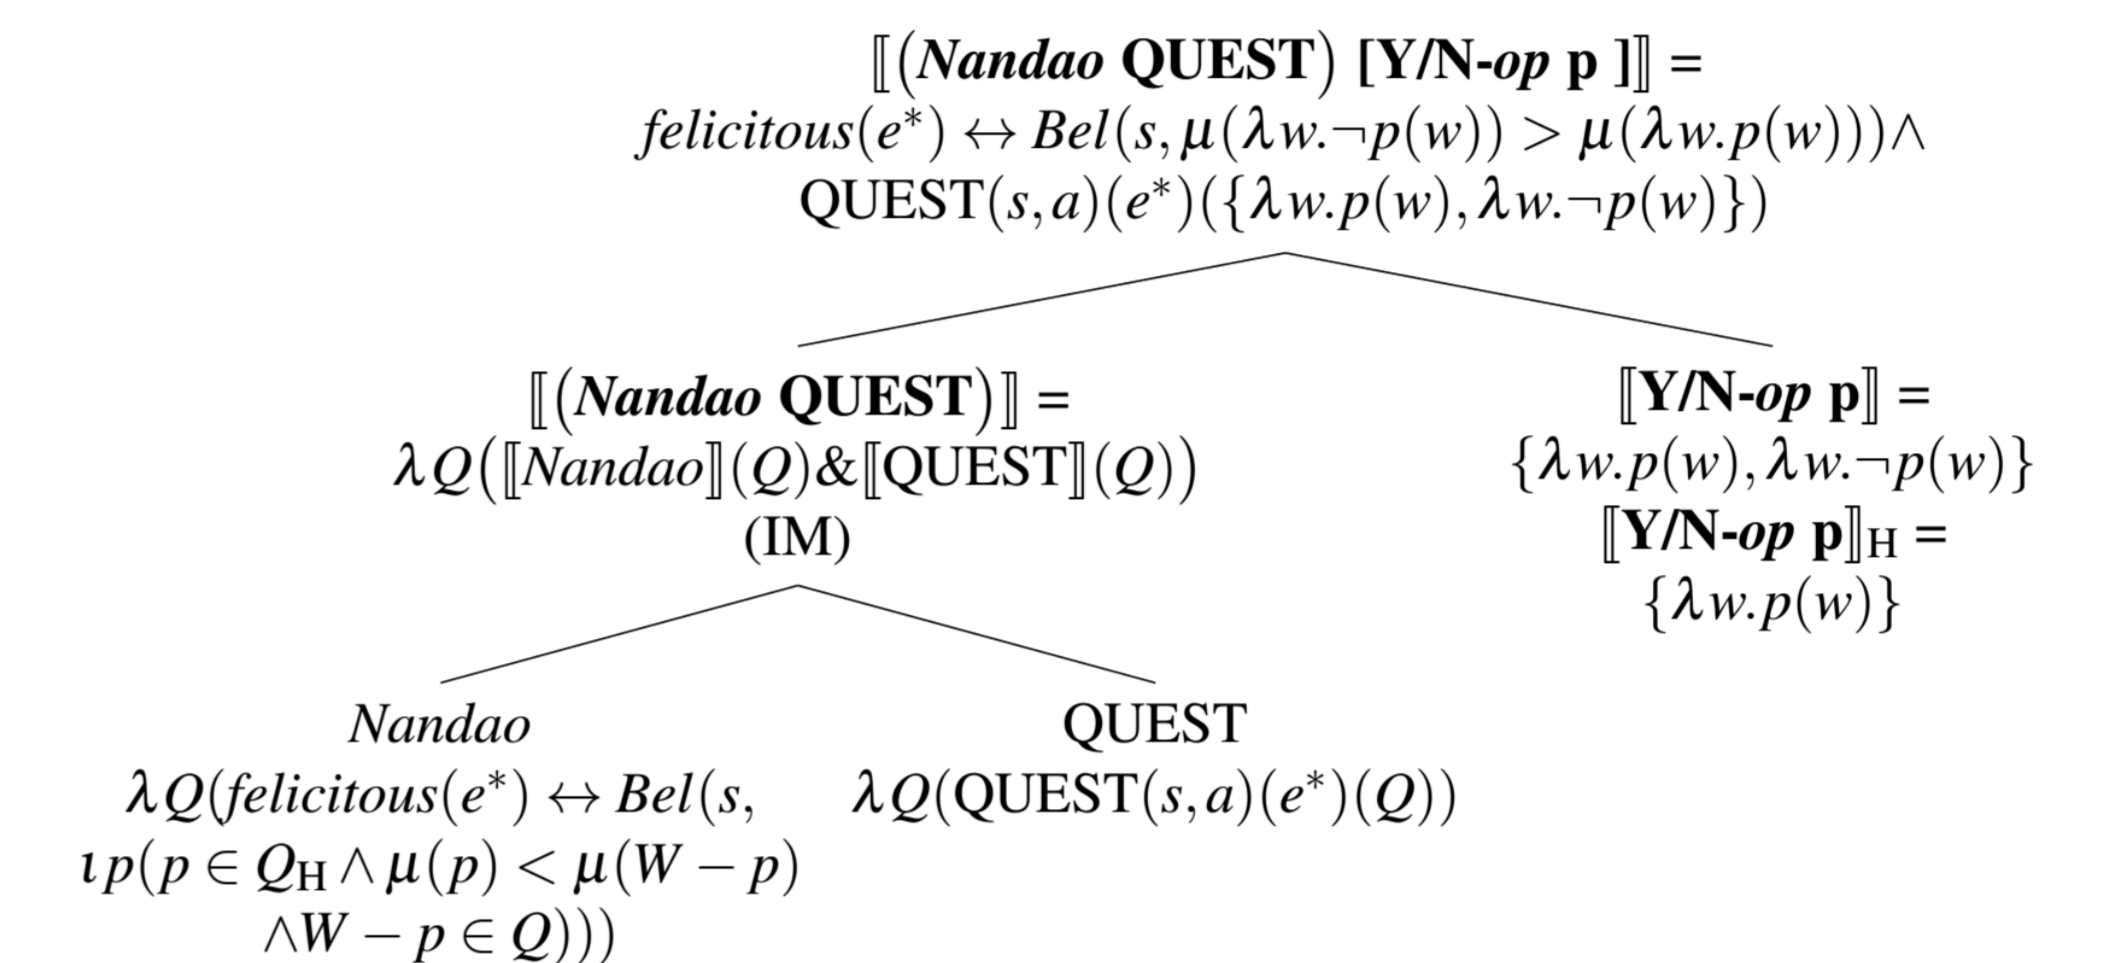 ⟦(Nandao QUEST) [Y/N-op p ]⟧ =
felicitous(e*) ↔ Bel(s, μ(λw.¬p(w)) > μ(λw.p(w)))∧
QUEST(s,a)(e*)({λw.p(w), λw.¬p(w)})
⟦(Nandao QUEST)⟧ =
λQ(⟦Nandao⟧(Q)&⟦QUEST⟧(Q))
(IM)
⟦Y/N-op p⟧ =
{λw.p(w), λw.¬p(w)}
⟦Y/N-op p⟧H =
{λw.p(w)}
Nandao
λQ(felicitous(e*) ↔ Bel(s,
ιp(p ∈ QH ∧ μ(p) < μ(W − p)
∧W − p ∈ Q)))
QUEST
λQ(QUEST(s,a)(e*)(Q))